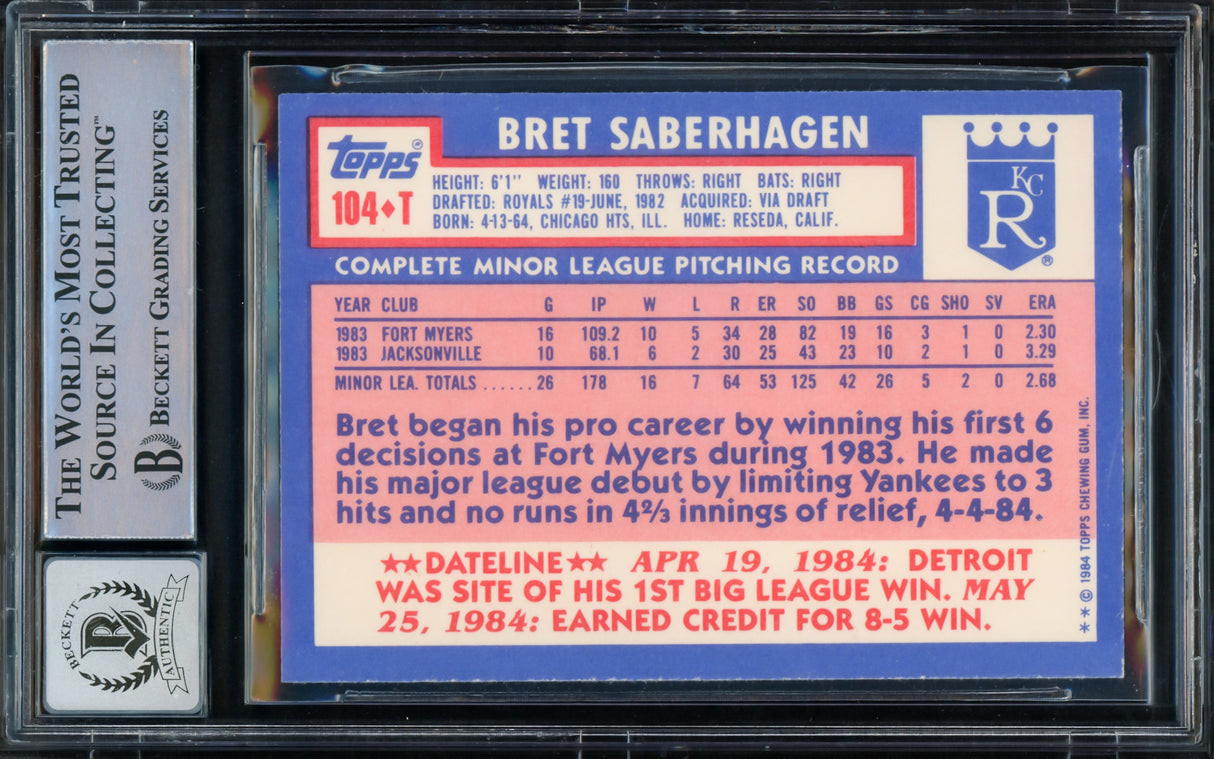 THE WORLD'S MOST TRUSTED
SOURCE IN COLLECTING™
BECKETT GRADING SERVICES
B
BECKETT
B
AUTHENTIC
BRET SABERHAGEN
TOPPS®
104♦T
HEIGHT: 6'1" WEIGHT: 160 THROWS: RIGHT BATS: RIGHT
DRAFTED: ROYALS #19-JUNE, 1982 ACQUIRED: VIA DRAFT
BORN: 4-13-64, CHICAGO HTS, ILL. HOME: RESEDA, CALIF.
KC
R
®
COMPLETE MINOR LEAGUE PITCHING RECORD
YEAR CLUB G IP W L R ER SO BB GS CG SHO SV ERA
1983 FORT MYERS 16 109.2 10 5 34 28 82 19 16 3 1 0 2.30
1983 JACKSONVILLE 10 68.1 6 2 30 25 43 23 10 2 1 0 3.29
MINOR LEA. TOTALS ...... 26 178 16 7 64 53 125 42 26 5 2 0 2.68
Bret began his pro career by winning his first 6
decisions at Fort Myers during 1983. He made
his major league debut by limiting Yankees to 3
hits and no runs in 4⅔ innings of relief, 4-4-84.
★★DATELINE★★ APR 19, 1984: DETROIT
WAS SITE OF HIS 1ST BIG LEAGUE WIN. MAY
25, 1984: EARNED CREDIT FOR 8-5 WIN.
**© 1984 TOPPS CHEWING GUM, INC.